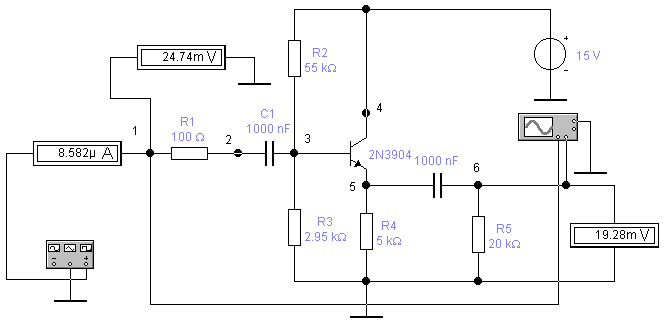 24.74m V
R2
55 kΩ
+
15 V
−
4
R1
100 Ω
C1
1000 nF
1
2
3
8.582µ A
2N3904
1000 nF
5
6
R3
2.95 kΩ
R4
5 kΩ
R5
20 kΩ
19.28m V
− +